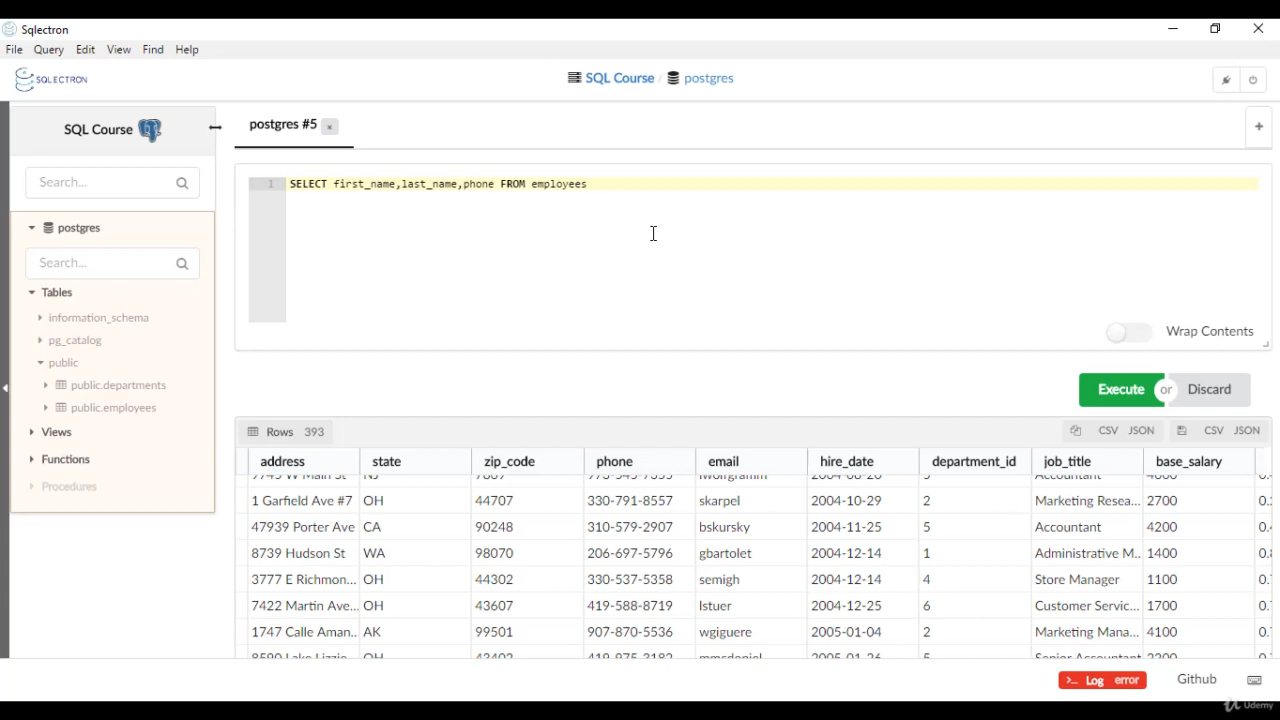 Sqlectron
File Query Edit View Find Help
SQLECTRON
SQL Course / postgres
SQL Course
postgres #5
Search...
1 SELECT first_name,last_name,phone FROM employees
postgres
Search...
Tables
information_schema
pg_catalog
public
public.departments
public.employees
Views
Functions
Procedures
Wrap Contents
Execute or Discard
Rows 393 CSV JSON CSV JSON
address state zip_code phone email hire_date department_id job_title base_salary
1 Garfield Ave #7 OH 44707 330-791-8557 skarpel 2004-10-29 2 Marketing Resea... 2700
47939 Porter Ave CA 90248 310-579-2907 bskursky 2004-11-25 5 Accountant 4200
8739 Hudson St WA 98070 206-697-5796 gbartolet 2004-12-14 1 Administrative M... 1400
3777 E Richmon... OH 44302 330-537-5358 semigh 2004-12-14 4 Store Manager 1100
7422 Martin Ave... OH 43607 419-588-8719 lstuer 2004-12-25 6 Customer Servic... 1700
1747 Calle Aman... AK 99501 907-870-5536 wgiguere 2005-01-04 2 Marketing Mana... 4100
>_ Log error Github
Udemy